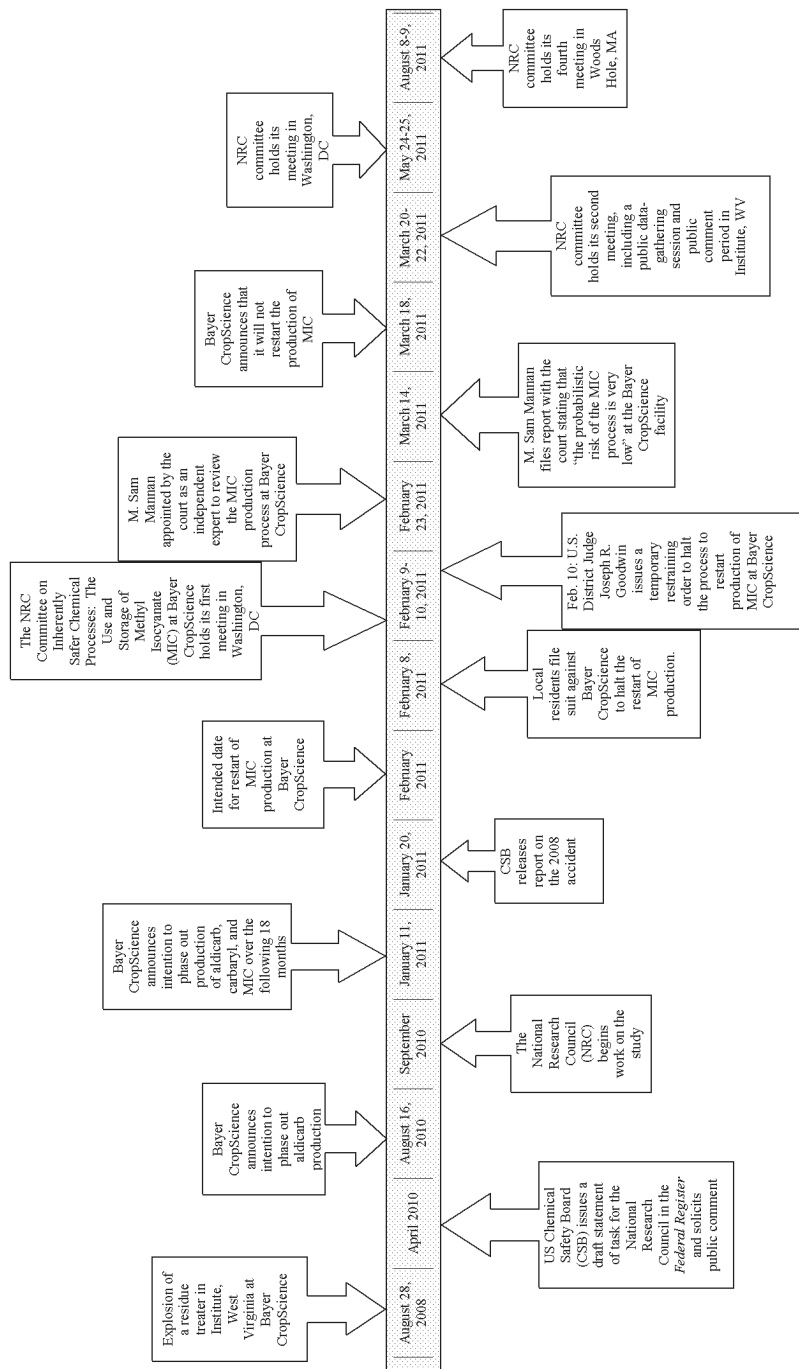 Explosion of
a residue
treater in
Institute,
West
Virginia at
Bayer
CropScience
August 28,
2008
US Chemical
Safety Board
(CSB) issues a
draft statement
of task for the
National
Research
Council in the
Federal Register
and solicits
public comment
April 2010
Bayer
CropScience
announces
intention to
phase out
aldicarb
production
August 16,
2010
The
National
Research
Council
(NRC)
begins
work on the
study
September
2010
Bayer
CropScience
announces
intention to
phase out
production
of aldicarb,
carbaryl, and
MIC over the
following 18
months
January 11,
2011
CSB
releases
report on
the 2008
accident
January 20,
2011
Intended date
for restart of
MIC
production at
Bayer
CropScience
February
2011
Local
residents file
suit against
Bayer
CropScience
to halt the
restart of
MIC
production.
February 8,
2011
The NRC
Committee on
Inherently
Safer Chemical
Processes: The
Use and
Storage of
Methyl
Isocyanate
(MIC) at Bayer
CropScience
holds its first
meeting in
Washington,
DC
February 9-
10, 2011
Feb. 10: U.S.
District Judge
Joseph R.
Goodwin
issues a
temporary
restraining
order to halt
the process to
restart
production of
MIC at Bayer
CropScience
M. Sam
Mannan
appointed by the
court as an
independent
expert to review
the MIC
production
process at Bayer
CropScience
February
23, 2011
M. Sam Mannan
files report with the
court stating that
“the probabilistic
risk of the MIC
process is very
low” at the Bayer
CropScience
facility
March 14,
2011
Bayer
CropScience
announces that
it will not
restart the
production of
MIC
March 18,
2011
NRC
committee
holds its second
meeting,
including a
public data-
gathering
session and
public
comment
period in
Institute, WV
March 20-
22, 2011
NRC
committee
holds its
meeting in
Washington,
DC
May 24-25,
2011
NRC
committee
holds its
fourth
meeting in
Woods
Hole, MA
August 8-9,
2011